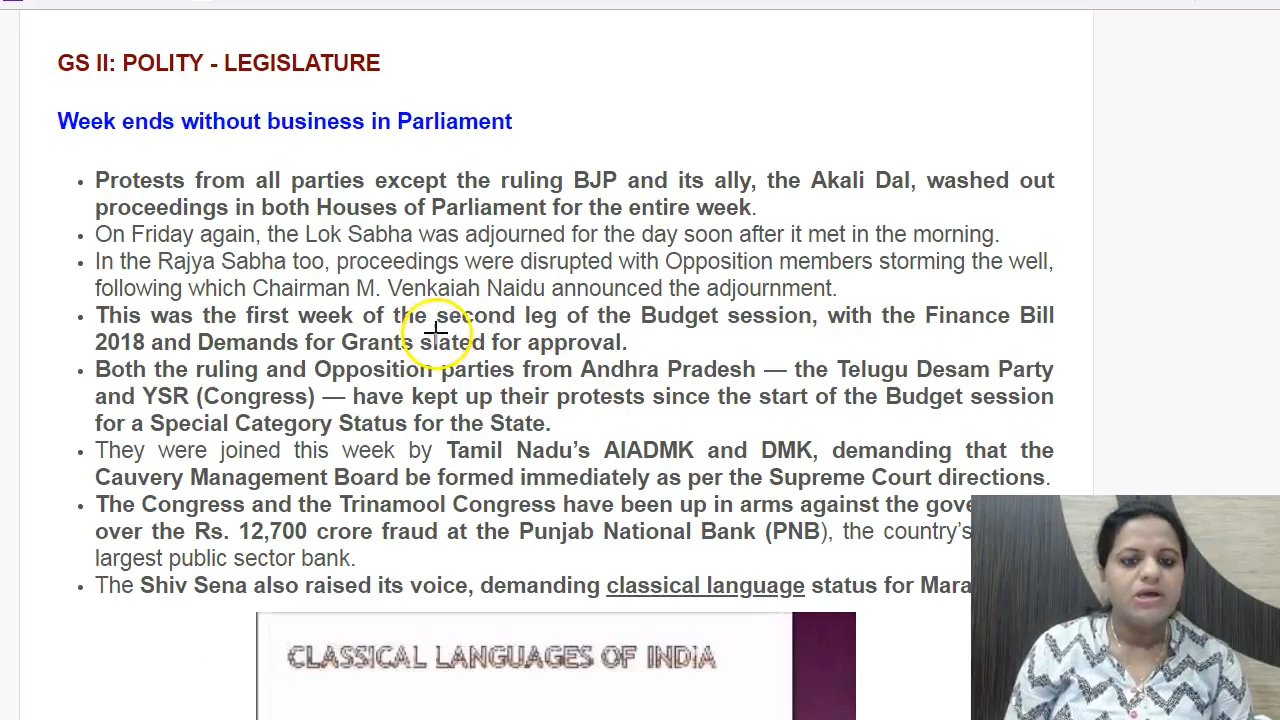 GS II: POLITY - LEGISLATURE
Week ends without business in Parliament
• Protests from all parties except the ruling BJP and its ally, the Akali Dal, washed out
proceedings in both Houses of Parliament for the entire week.
• On Friday again, the Lok Sabha was adjourned for the day soon after it met in the morning.
• In the Rajya Sabha too, proceedings were disrupted with Opposition members storming the well,
following which Chairman M. Venkaiah Naidu announced the adjournment.
• This was the first week of the second leg of the Budget session, with the Finance Bill
2018 and Demands for Grants slated for approval.
• Both the ruling and Opposition parties from Andhra Pradesh — the Telugu Desam Party
and YSR (Congress) — have kept up their protests since the start of the Budget session
for a Special Category Status for the State.
• They were joined this week by Tamil Nadu's AIADMK and DMK, demanding that the
Cauvery Management Board be formed immediately as per the Supreme Court directions.
• The Congress and the Trinamool Congress have been up in arms against the gove
over the Rs. 12,700 crore fraud at the Punjab National Bank (PNB), the country's
largest public sector bank.
• The Shiv Sena also raised its voice, demanding classical language status for Mara
CLASSICAL LANGUAGES OF INDIA